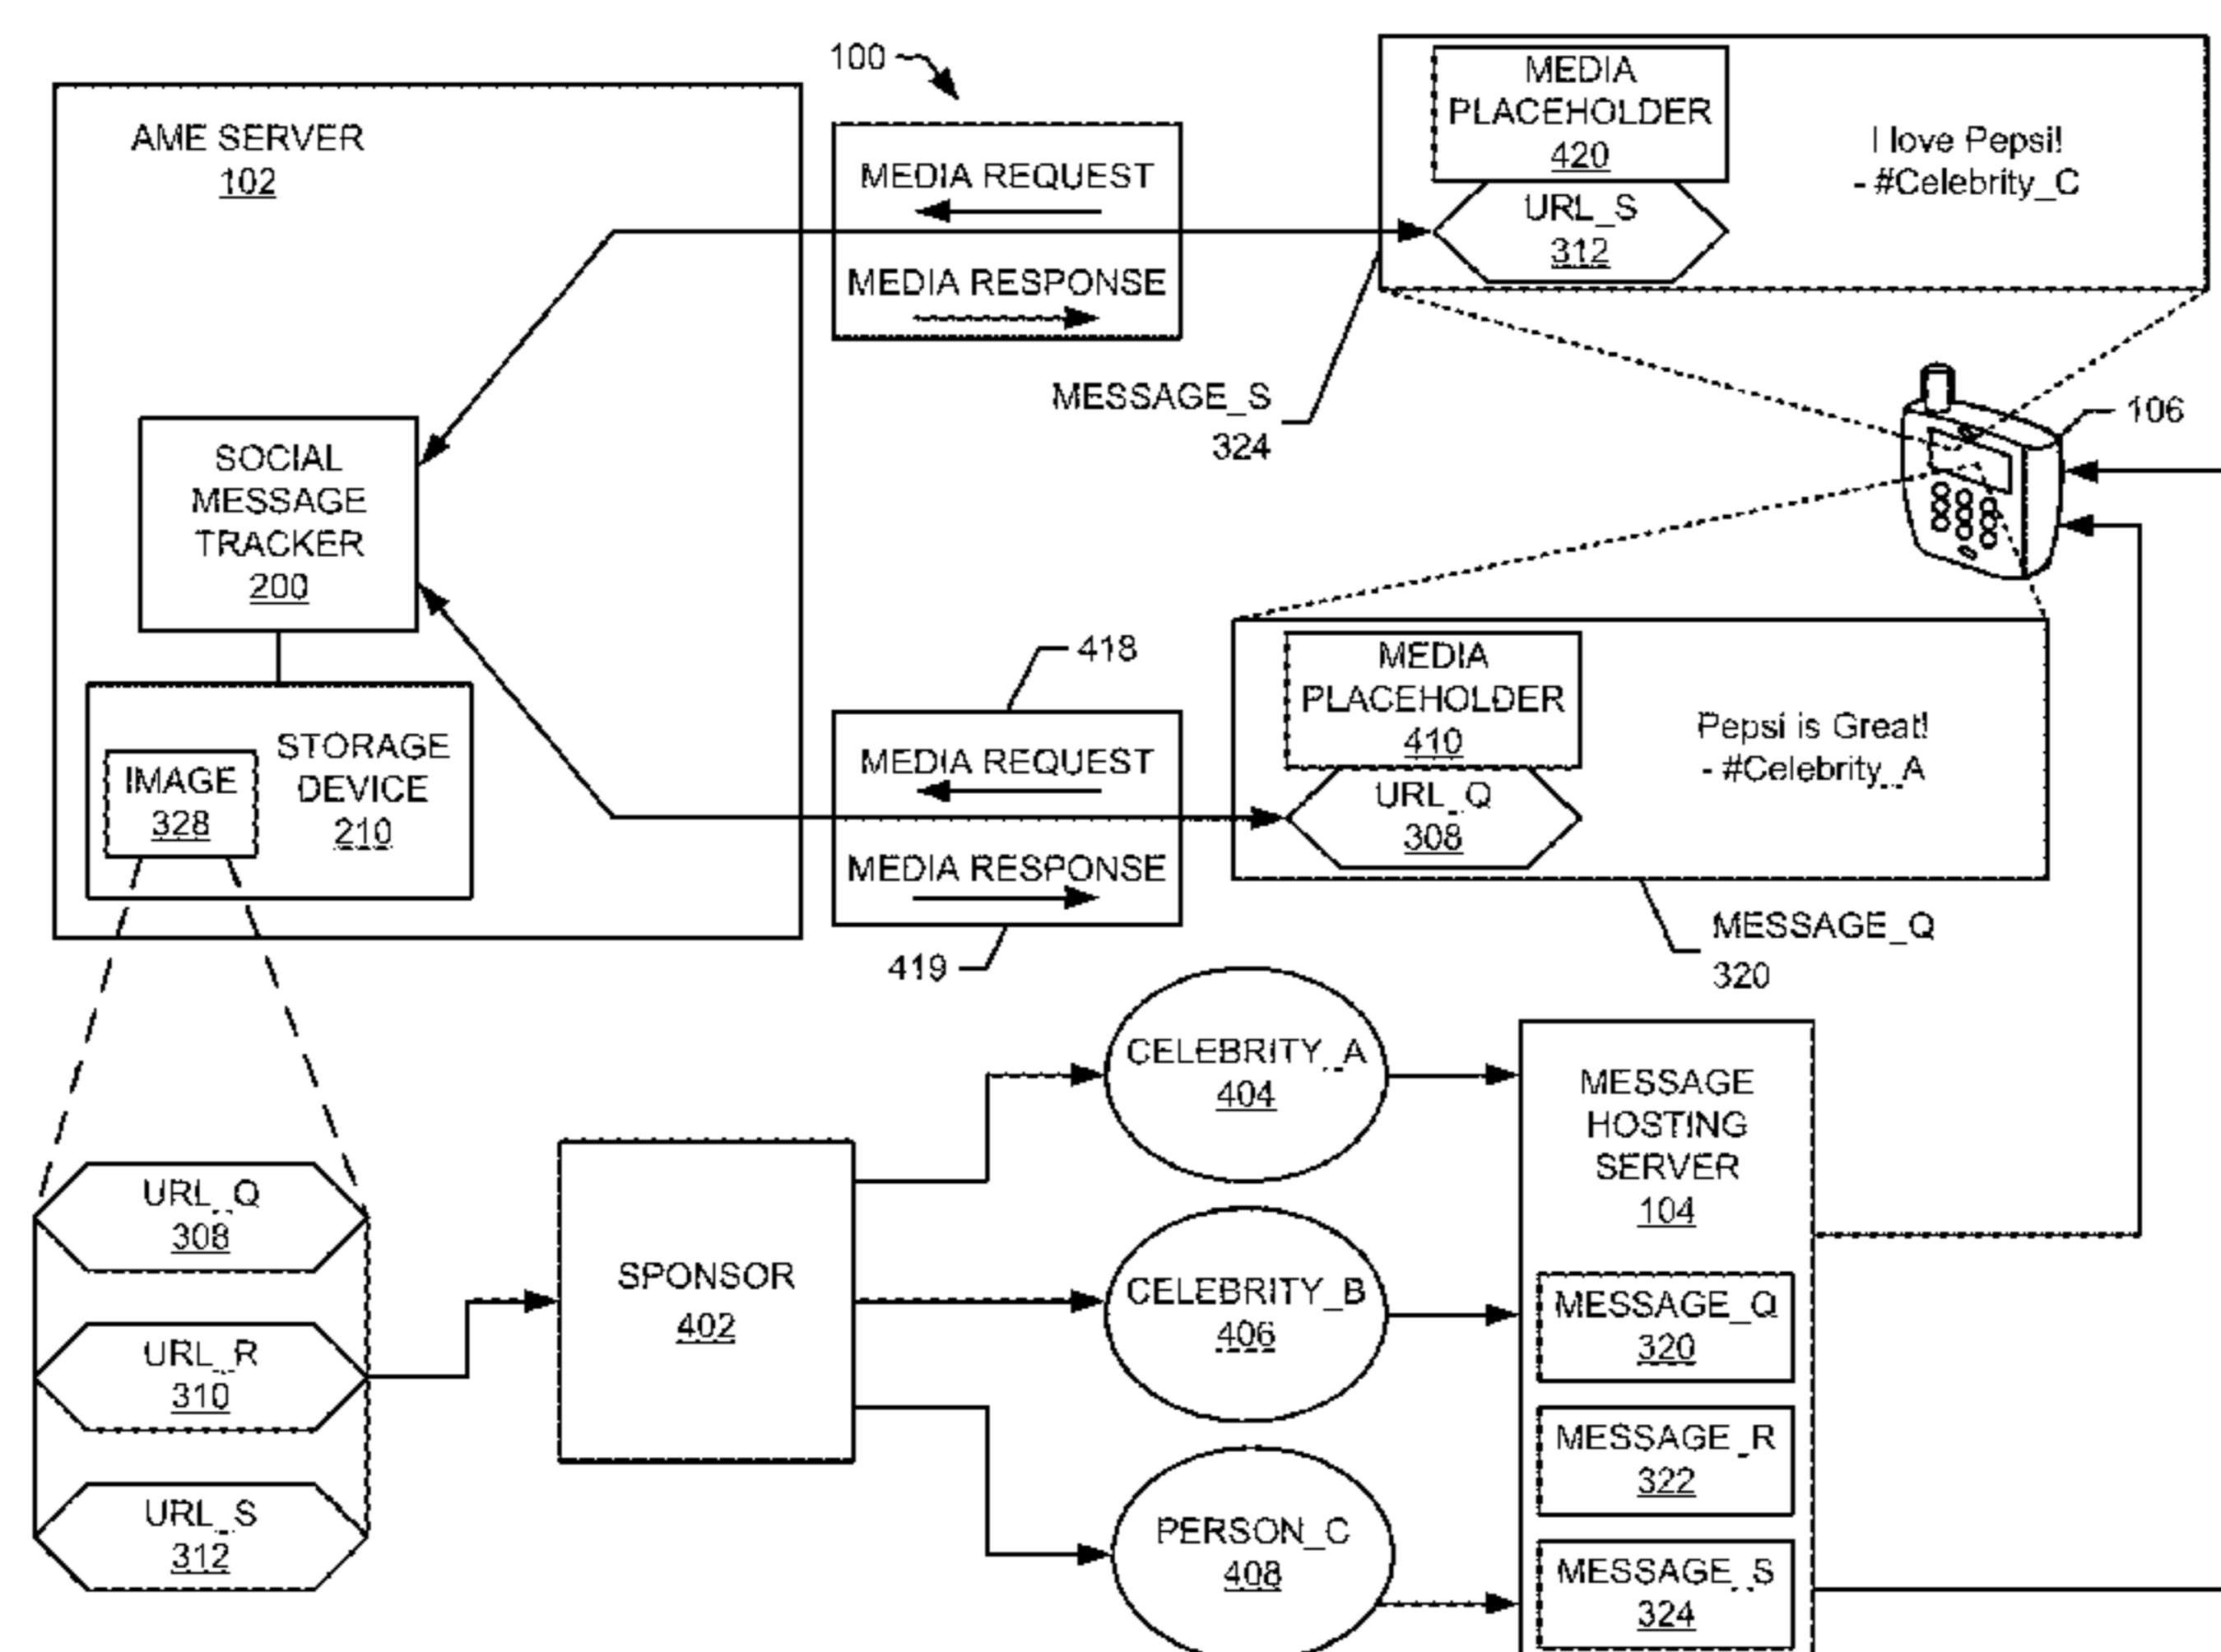 100
AME SERVER
102
MEDIA REQUEST
MEDIA RESPONSE
MEDIA
PLACEHOLDER
420
URL_S
312
I love Pepsi!
- #Celebrity_C
MESSAGE_S
324
106
SOCIAL
MESSAGE
TRACKER
200
STORAGE
DEVICE
210
IMAGE
328
418
MEDIA REQUEST
MEDIA RESPONSE
419
MEDIA
PLACEHOLDER
410
URL_Q
308
Pepsi is Great!
- #Celebrity_A
MESSAGE_Q
320
URL_Q
308
URL_R
310
URL_S
312
SPONSOR
402
CELEBRITY_A
404
CELEBRITY_B
406
PERSON_C
408
MESSAGE
HOSTING
SERVER
104
MESSAGE_Q
320
MESSAGE_R
322
MESSAGE_S
324